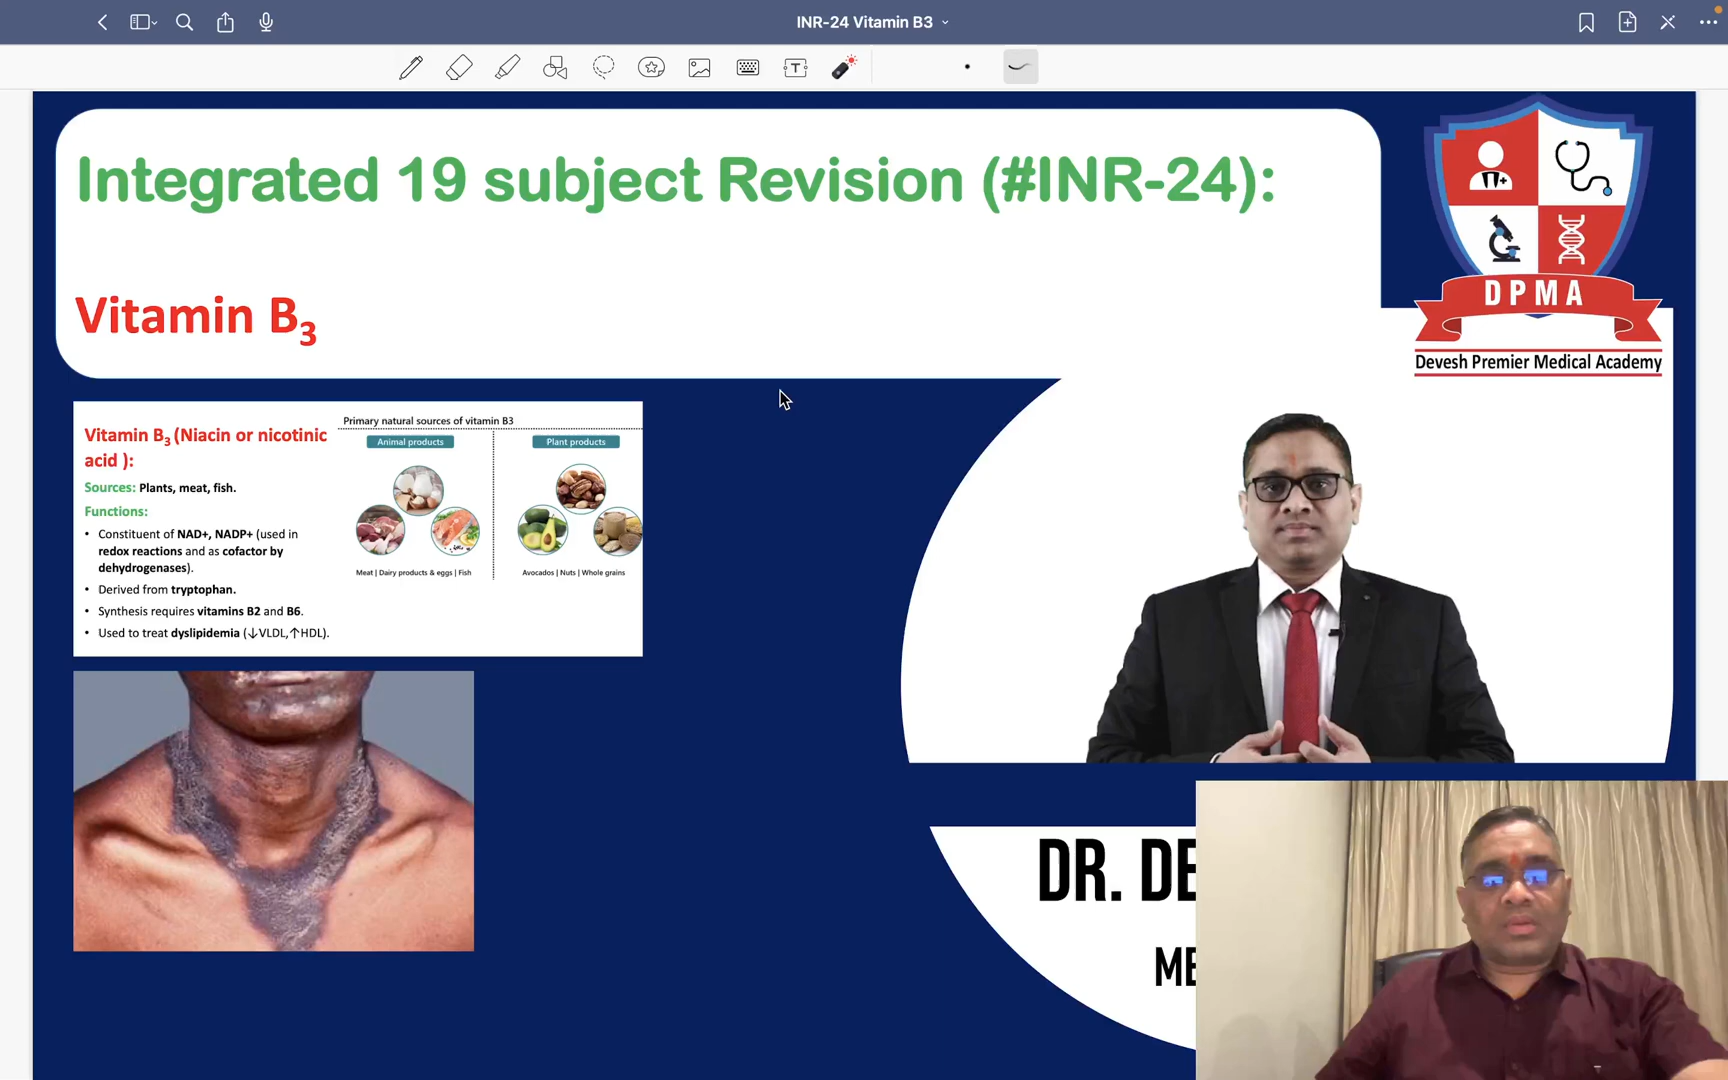 INR-24 Vitamin B3
Integrated 19 subject Revision (#INR-24):
Vitamin B3
DPMA
Devesh Premier Medical Academy
Vitamin B3 (Niacin or nicotinic
acid ):
Sources: Plants, meat, fish.
Functions:
• Constituent of NAD+, NADP+ (used in
redox reactions and as cofactor by
dehydrogenases).
• Derived from tryptophan.
• Synthesis requires vitamins B2 and B6.
• Used to treat dyslipidemia (↓VLDL,↑HDL).
Primary natural sources of vitamin B3
Animal products
Plant products
Meat | Dairy products & eggs | Fish
Avocados | Nuts | Whole grains
DR. DE
ME